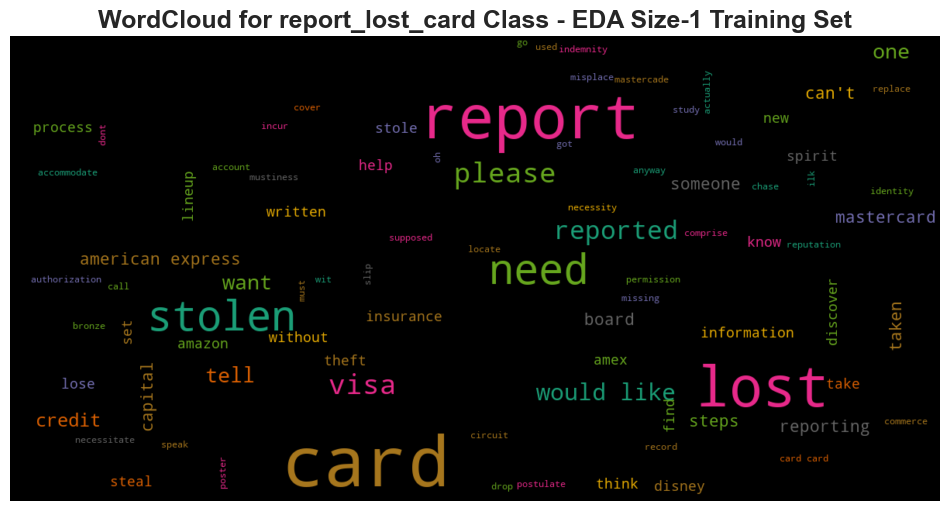 WordCloud for report_lost_card Class - EDA Size-1 Training Set
go
used
indemnity
one
misplace
mastercade
actually
can't
replace
cover
report
study
new
process
dont
incur
stole
oh
got
would
spirit
accommodate
account
mustiness
help
please
anyway
someone
chase
ilk
identity
lineup
written
necessity
mastercard
supposed
reported
comprise
know
reputation
locate
american express
authorization
call
want
must
wit
slip
need
permission
missing
discover
bronze
set
stolen
without
insurance
board
information
taken
amazon
theft
amex
lose
capital
tell
visa
would like
find
lost
take
credit
steps
reporting
commerce
necessitate
speak
circuit
record
card card
steal
poster
card
drop
postulate
think
disney